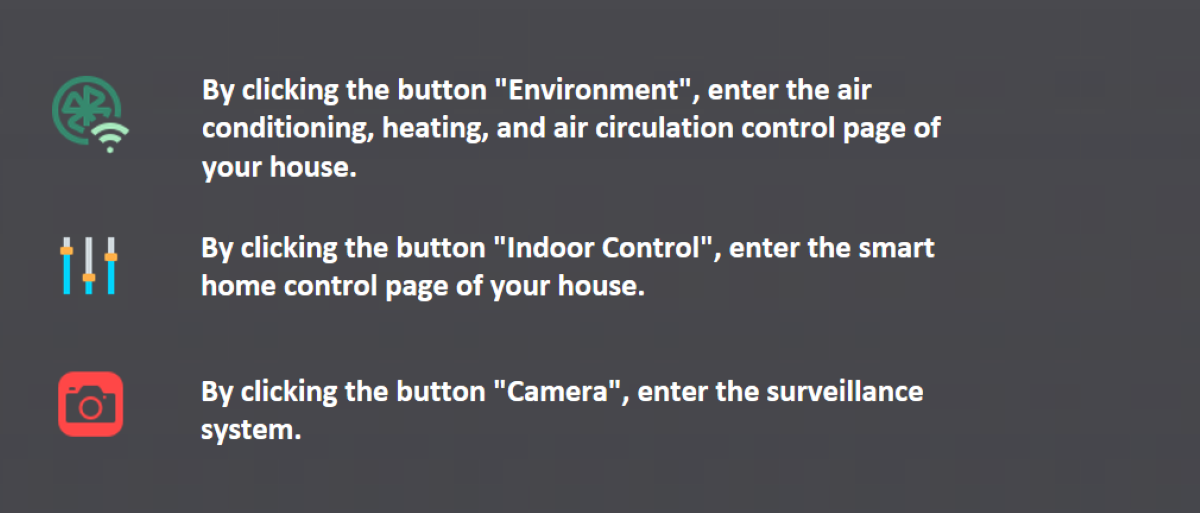 By clicking the button "Environment", enter the air
conditioning, heating, and air circulation control page of
your house.
By clicking the button "Indoor Control", enter the smart
home control page of your house.
By clicking the button "Camera", enter the surveillance
system.